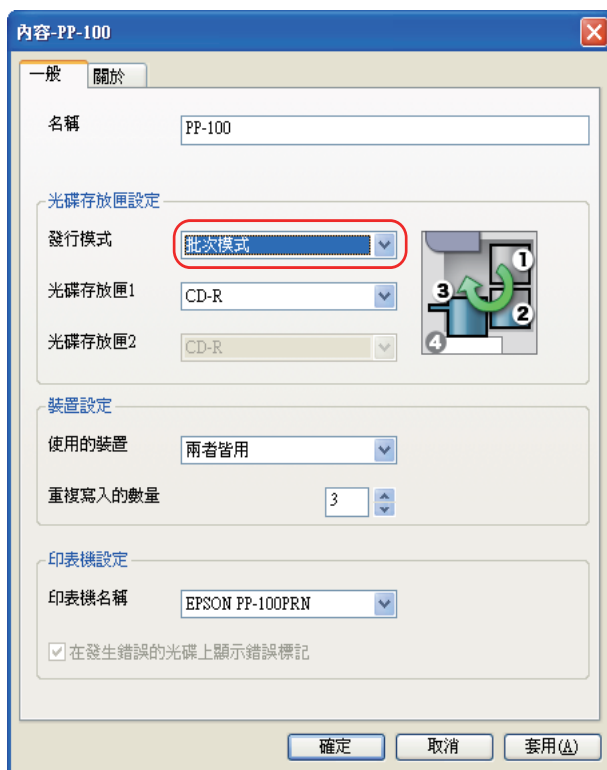 內容-PP-100
一般 關於
名稱 PP-100
光碟存放匣設定
發行模式 批次模式
光碟存放匣1 CD-R
光碟存放匣2 CD-R
1
3
2
4
裝置設定
使用的裝置 兩者皆用
重複寫入的數量 3
印表機設定
印表機名稱 EPSON PP-100PRN
在發生錯誤的光碟上顯示錯誤標記
確定 取消 套用(A)